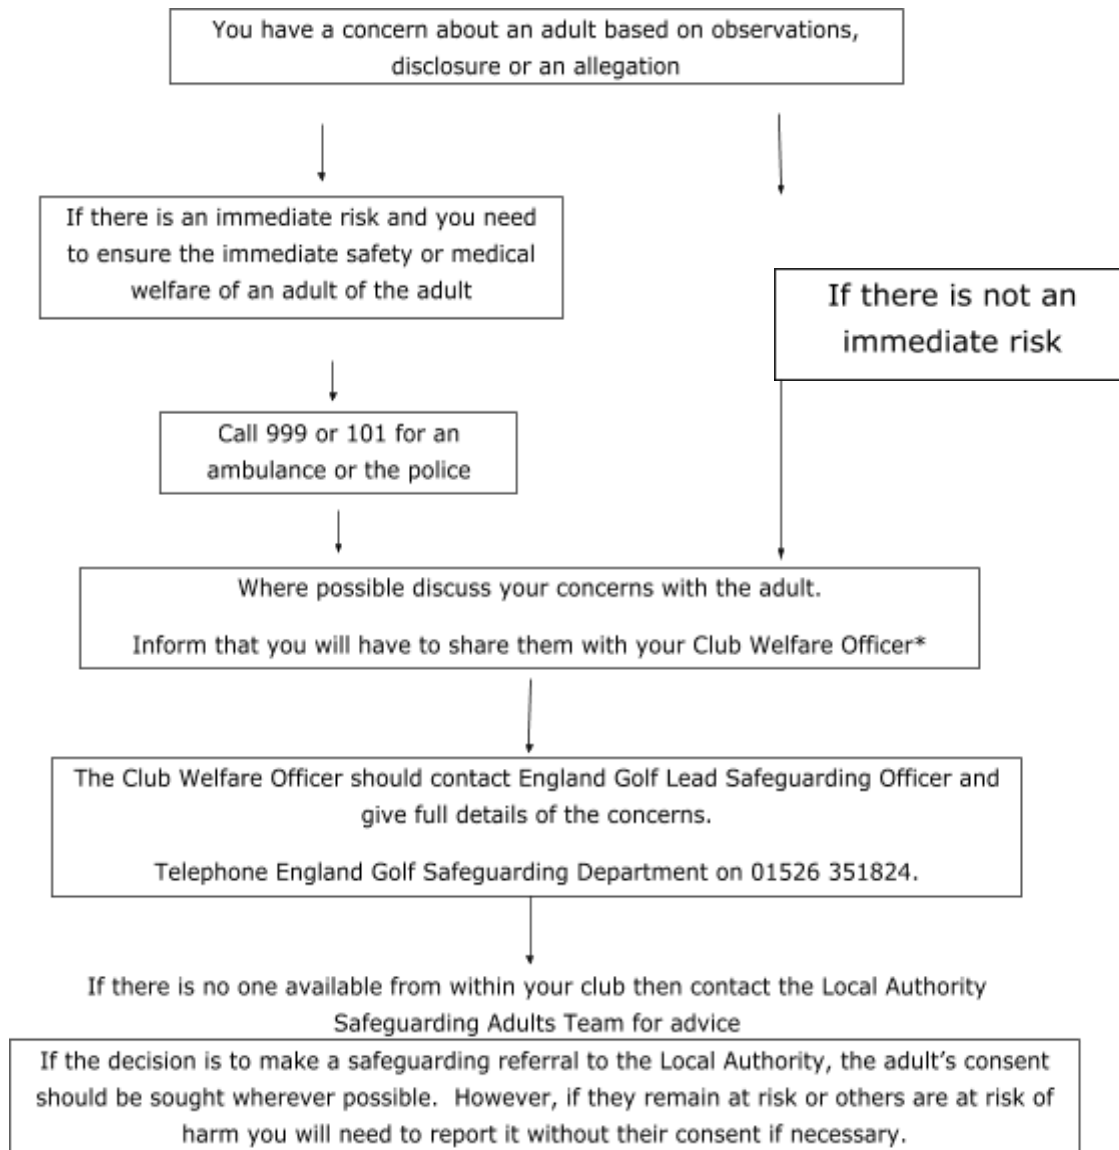 You have a concern about an adult based on observations,
disclosure or an allegation
If there is an immediate risk and you need
to ensure the immediate safety or medical
welfare of an adult of the adult
If there is not an
immediate risk
Call 999 or 101 for an
ambulance or the police
Where possible discuss your concerns with the adult.
Inform that you will have to share them with your Club Welfare Officer*
The Club Welfare Officer should contact England Golf Lead Safeguarding Officer and
give full details of the concerns.
Telephone England Golf Safeguarding Department on 01526 351824.
If there is no one available from within your club then contact the Local Authority
Safeguarding Adults Team for advice
If the decision is to make a safeguarding referral to the Local Authority, the adult’s consent
should be sought wherever possible.  However, if they remain at risk or others are at risk of
harm you will need to report it without their consent if necessary.